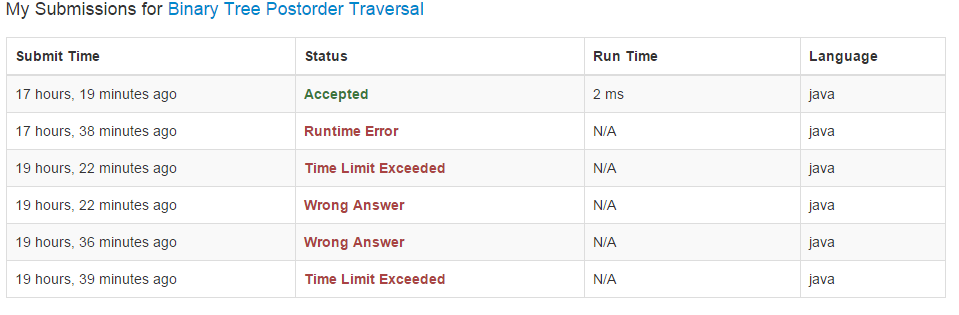 My Submissions for Binary Tree Postorder Traversal
Submit Time Status Run Time Language
17 hours, 19 minutes ago Accepted 2 ms java
17 hours, 38 minutes ago Runtime Error N/A java
19 hours, 22 minutes ago Time Limit Exceeded N/A java
19 hours, 22 minutes ago Wrong Answer N/A java
19 hours, 36 minutes ago Wrong Answer N/A java
19 hours, 39 minutes ago Time Limit Exceeded N/A java